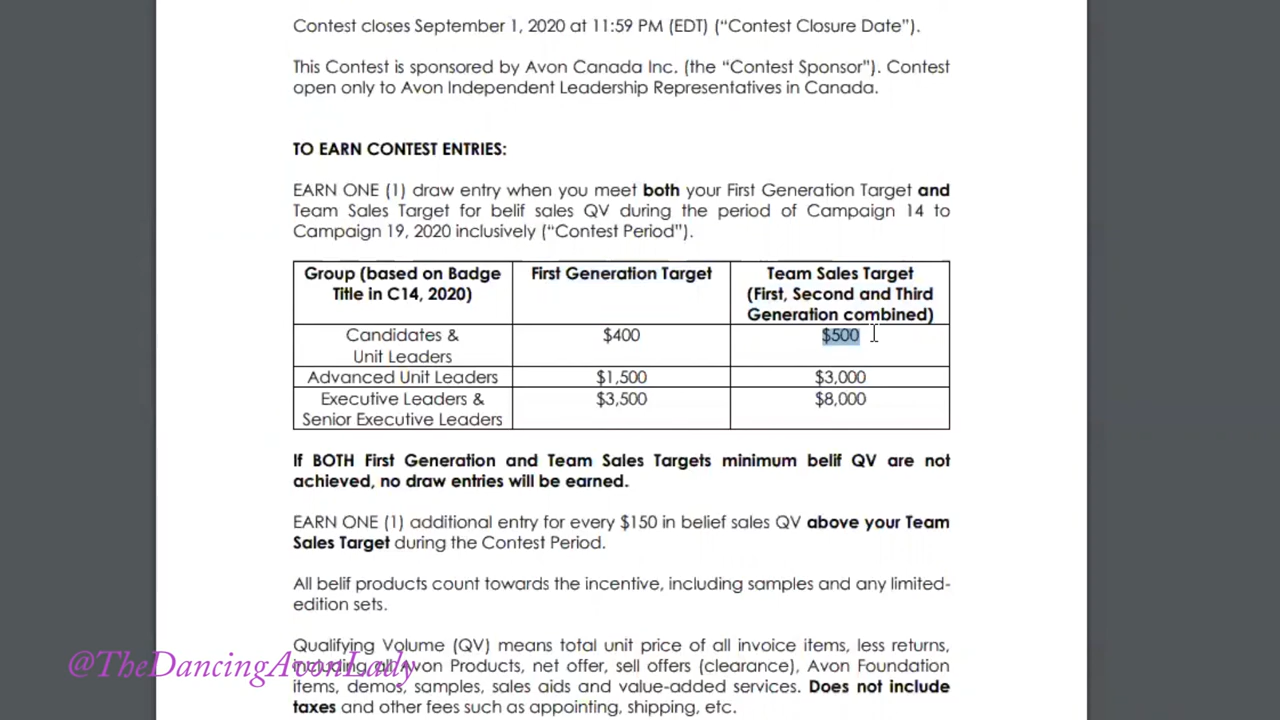 Contest closes September 1, 2020 at 11:59 PM (EDT) (“Contest Closure Date”).
This Contest is sponsored by Avon Canada Inc. (the “Contest Sponsor”). Contest
open only to Avon Independent Leadership Representatives in Canada.
TO EARN CONTEST ENTRIES:
EARN ONE (1) draw entry when you meet both your First Generation Target and
Team Sales Target for belif sales QV during the period of Campaign 14 to
Campaign 19, 2020 inclusively (“Contest Period”).
Group (based on Badge
Title in C14, 2020)
First Generation Target
Team Sales Target
(First, Second and Third
Generation combined)
Candidates &
Unit Leaders
$400
$500
Advanced Unit Leaders
$1,500
$3,000
Executive Leaders &
Senior Executive Leaders
$3,500
$8,000
If BOTH First Generation and Team Sales Targets minimum belif QV are not
achieved, no draw entries will be earned.
EARN ONE (1) additional entry for every $150 in belief sales QV above your Team
Sales Target during the Contest Period.
All belif products count towards the incentive, including samples and any limited-
edition sets.
Qualifying Volume (QV) means total unit price of all invoice items, less returns,
including all Avon Products, net offer, sell offers (clearance), Avon Foundation
items, demos, samples, sales aids and value-added services. Does not include
taxes and other fees such as appointing, shipping, etc.
@TheDancingAvonLady